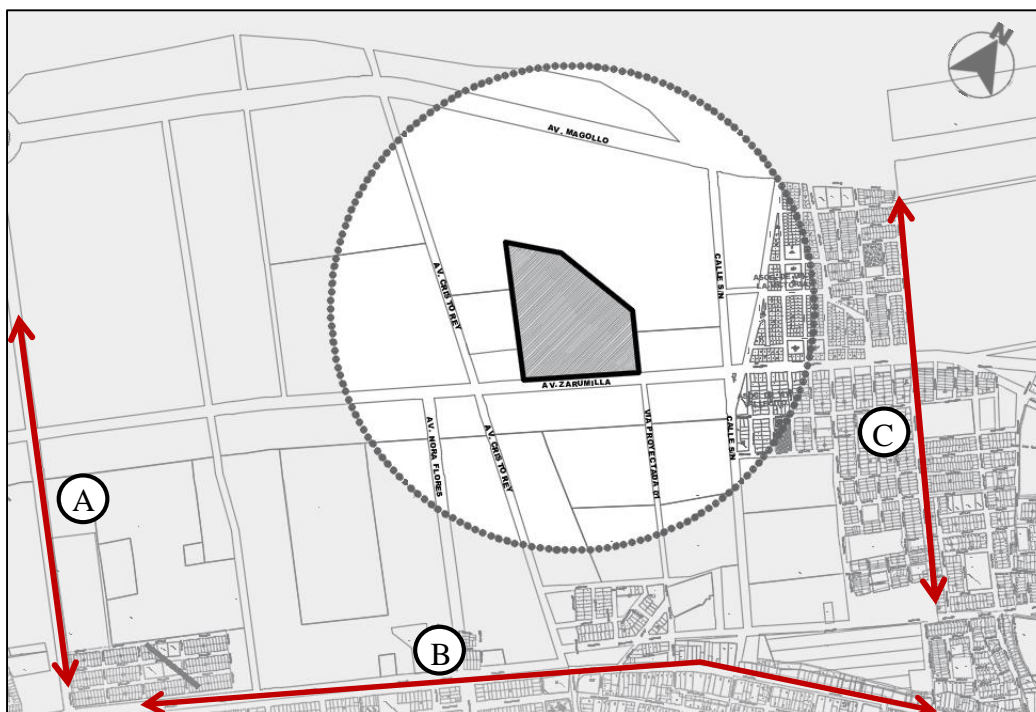 N
AV. MAGOLLO
AV. CRISTO REY
CALLE S/N
AV. ZARUMILLA
AV. NORA FLORES
AV. CRISTO REY
VIA PROYECTADA 01
CALLE S/N
A
B
C